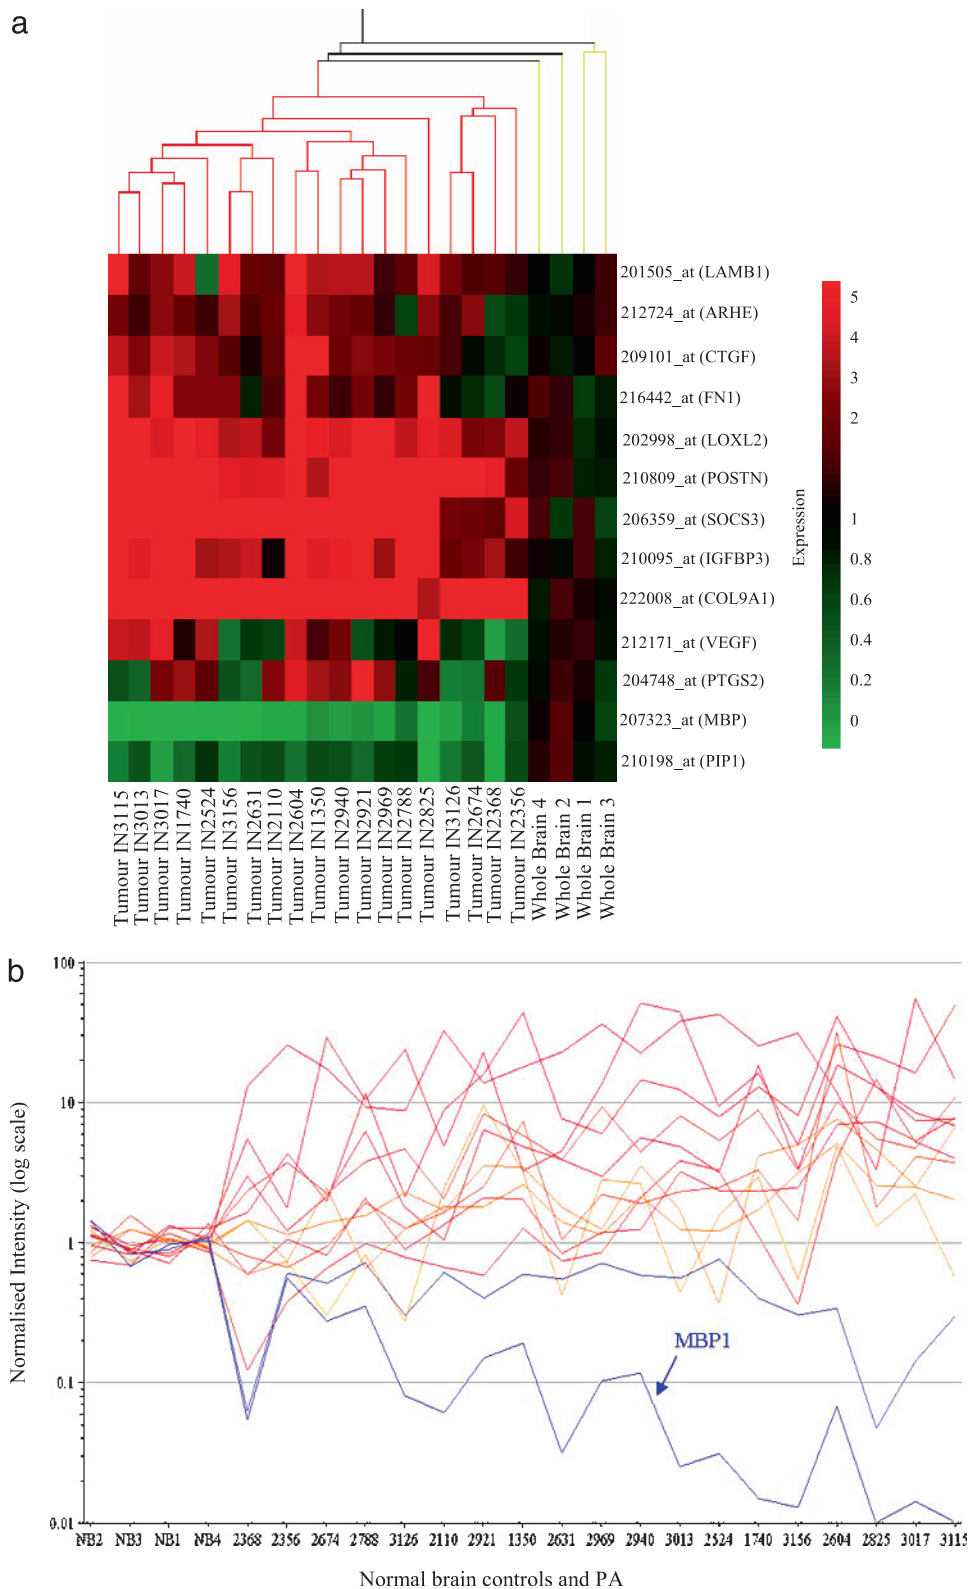 a
201505_at (LAMB1)
212724_at (ARHE)
209101_at (CTGF)
216442_at (FN1)
202998_at (LOXL2)
210809_at (POSTN)
206359_at (SOCS3)
210095_at (IGFBP3)
222008_at (COL9A1)
212171_at (VEGF)
204748_at (PTGS2)
207323_at (MBP)
210198_at (PIP1)
Expression
5
4
3
2
1
0.8
0.6
0.4
0.2
0
Tumour IN3115
Tumour IN3013
Tumour IN3017
Tumour IN1740
Tumour IN2524
Tumour IN3156
Tumour IN2631
Tumour IN2110
Tumour IN2604
Tumour IN1350
Tumour IN2940
Tumour IN2921
Tumour IN2969
Tumour IN2788
Tumour IN2825
Tumour IN3126
Tumour IN2674
Tumour IN2368
Tumour IN2356
Whole Brain 4
Whole Brain 2
Whole Brain 1
Whole Brain 3
b
Normalised Intensity (log scale)
100
10
1
0.1
0.01
MBP1
NB2 NB3 NB1 NB4 2368 2356 2674 2788 3126 2110 2921 1350 2631 2969 2940 3013 2524 1740 3156 2604 2825 3017 3115
Normal brain controls and PA